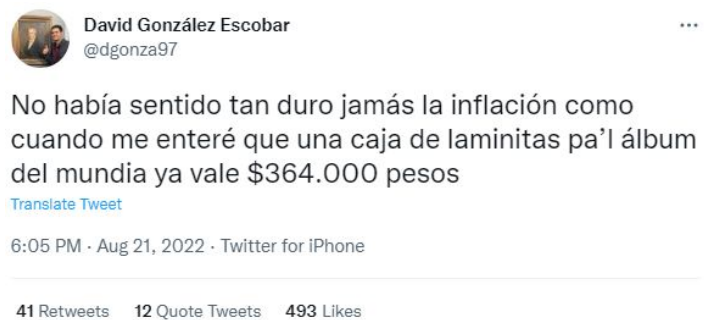 David González Escobar
@dgonza97
No había sentido tan duro jamás la inflación como
cuando me enteré que una caja de laminitas pa'l álbum
del mundia ya vale $364.000 pesos
Translate Tweet
6:05 PM · Aug 21, 2022 · Twitter for iPhone
41 Retweets 12 Quote Tweets 493 Likes